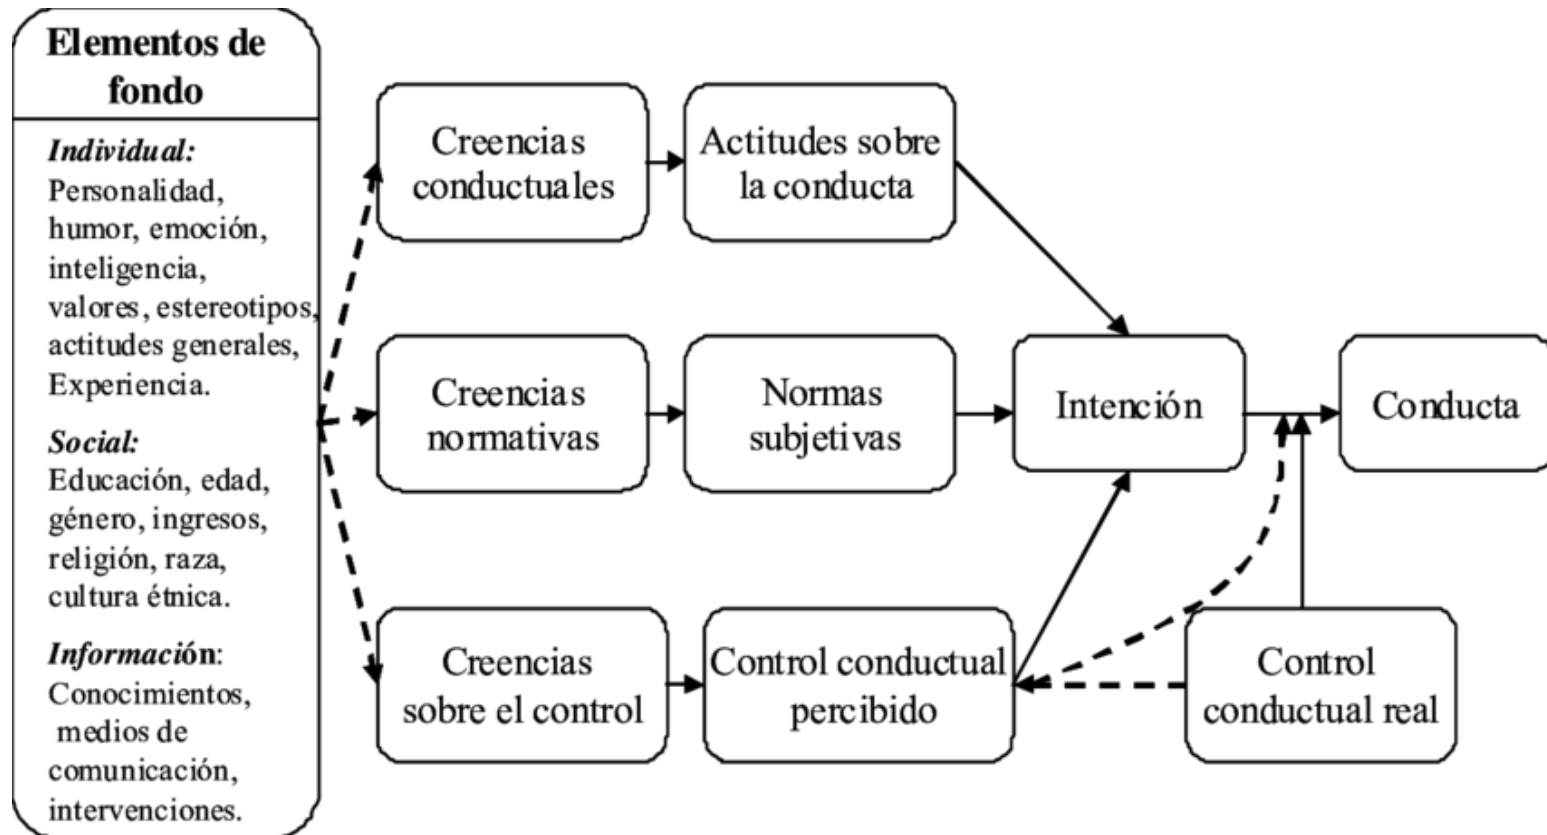 Elementos de
fondo
Individual:
Personalidad,
humor, emoción,
inteligencia,
valores, estereotipos,
actitudes generales,
Experiencia.
Social:
Educación, edad,
género, ingresos,
religión, raza,
cultura étnica.
Información:
Conocimientos,
medios de
comunicación,
intervenciones.
Creencias
conductuales
Actitudes sobre
la conducta
Creencias
normativas
Normas
subjetivas
Intención
Conducta
Creencias
sobre el control
Control conductual
percibido
Control
conductual real